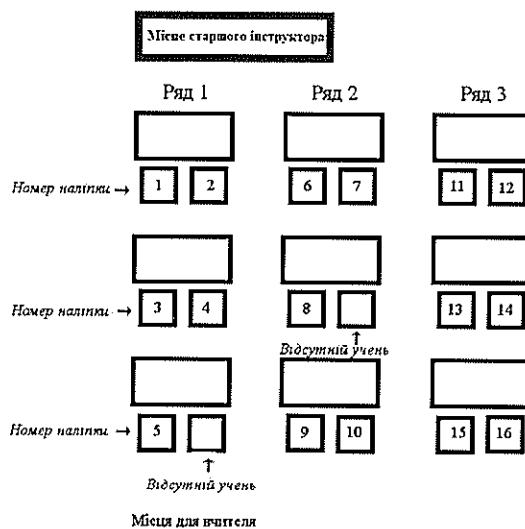 Місце старшого інструктора
Ряд 1 Ряд 2 Ряд 3
Номер наліпки → 1 2 6 7 11 12
Номер наліпки → 3 4 8 13 14
Відсутній учень
Номер наліпки → 5 9 10 15 16
Відсутній учень
Місця для вчителя